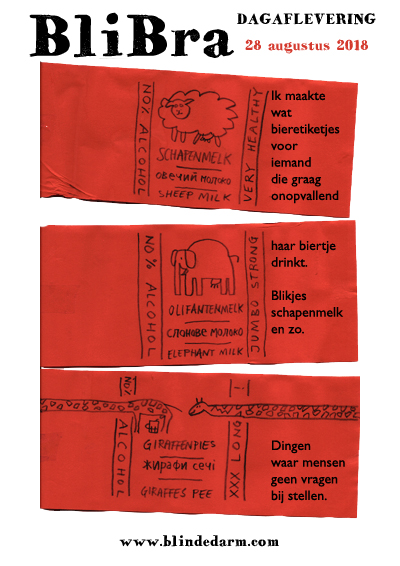 BliBra
DAGAFLEVERING
28 augustus 2018
NO% ALCOHOL
SCHAPENMELK
ОВЕЧИЙ МОЛОКО
SHEEP MILK
VERY HEALTHY
Ik maakte
wat
bieretiketjes
voor
iemand
die graag
onopvallend
NO% ALCOHOL
OLIFANTENMELK
СЛОНОВЕ МОЛОКО
ELEPHANT MILK
JUMBO STRONG
haar biertje
drinkt.
Blikjes
schapenmelk
en zo.
NO%
ALCOHOL
GIRAFFENPIES
жирафи сечі
GIRAFFES PEE
XXX LONG
Dingen
waar mensen
geen vragen
bij stellen.
www.blindedarm.com